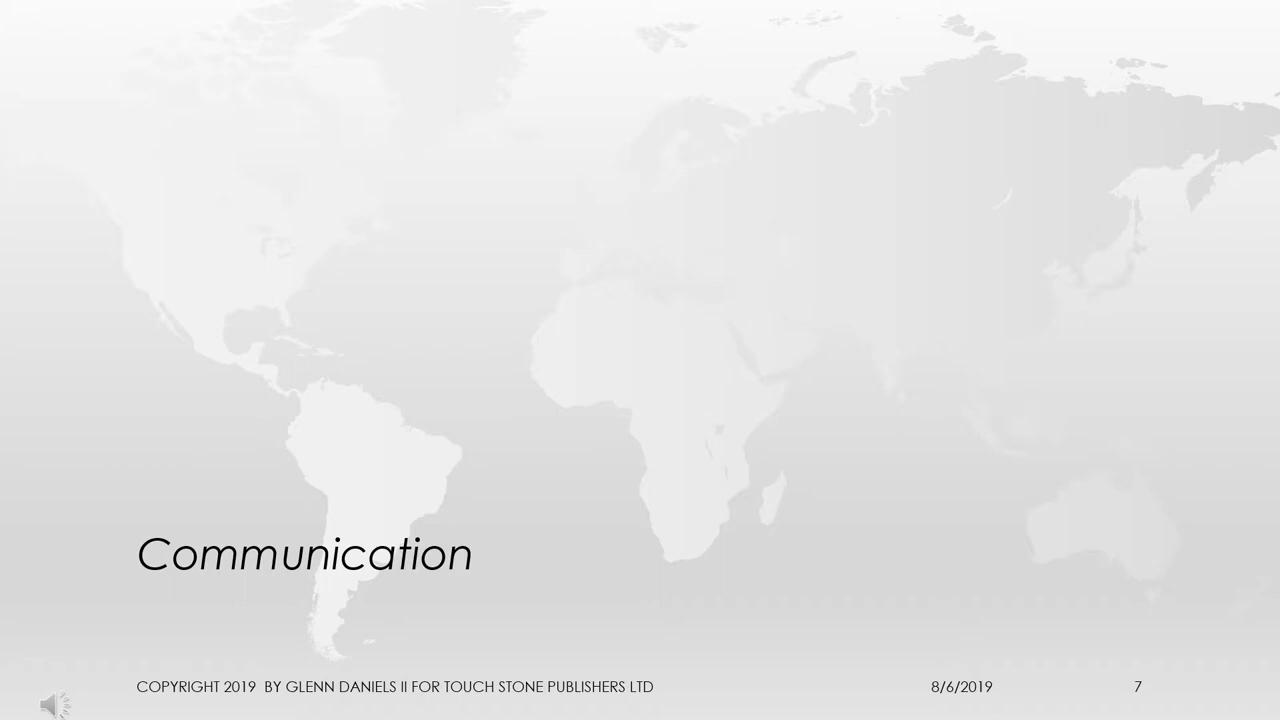 Communication
COPYRIGHT 2019 BY GLENN DANIELS II FOR TOUCH STONE PUBLISHERS LTD
8/6/2019
7